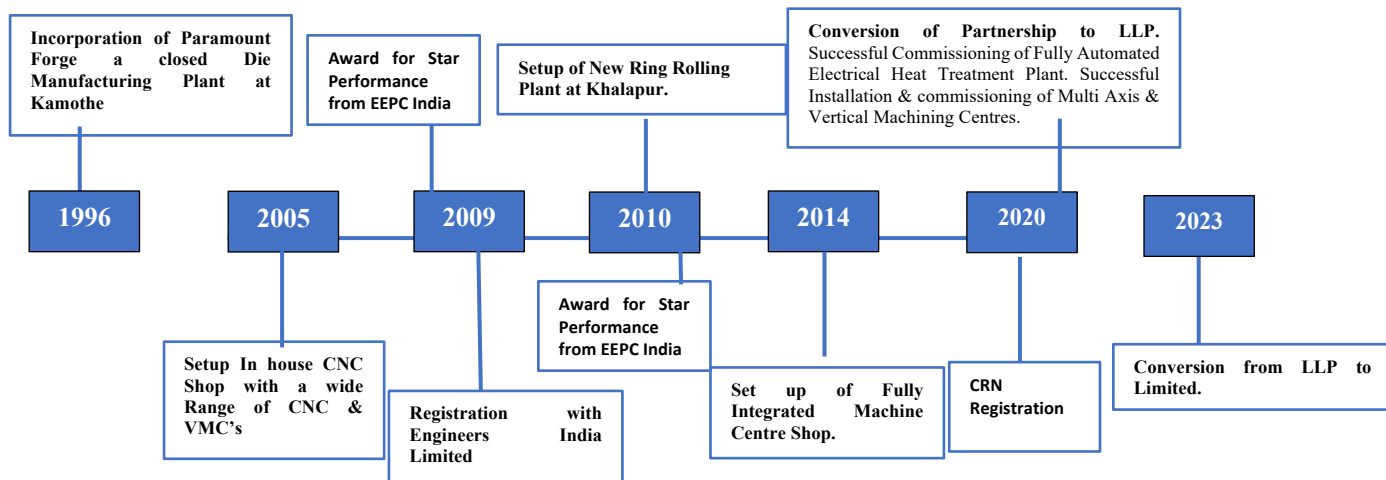 Incorporation of Paramount
Forge a closed Die
Manufacturing Plant at
Kamothe
Award for Star
Performance
from EEPC India
Setup of New Ring Rolling
Plant at Khalapur.
Conversion of Partnership to LLP.
Successful Commissioning of Fully Automated
Electrical Heat Treatment Plant. Successful
Installation & commissioning of Multi Axis &
Vertical Machining Centres.
1996
2005
2009
2010
2014
2020
2023
Setup In house CNC
Shop with a wide
Range of CNC &
VMC’s
Registration with
Engineers India
Limited
Award for Star
Performance
from EEPC India
Set up of Fully
Integrated Machine
Centre Shop.
CRN
Registration
Conversion from LLP to
Limited.